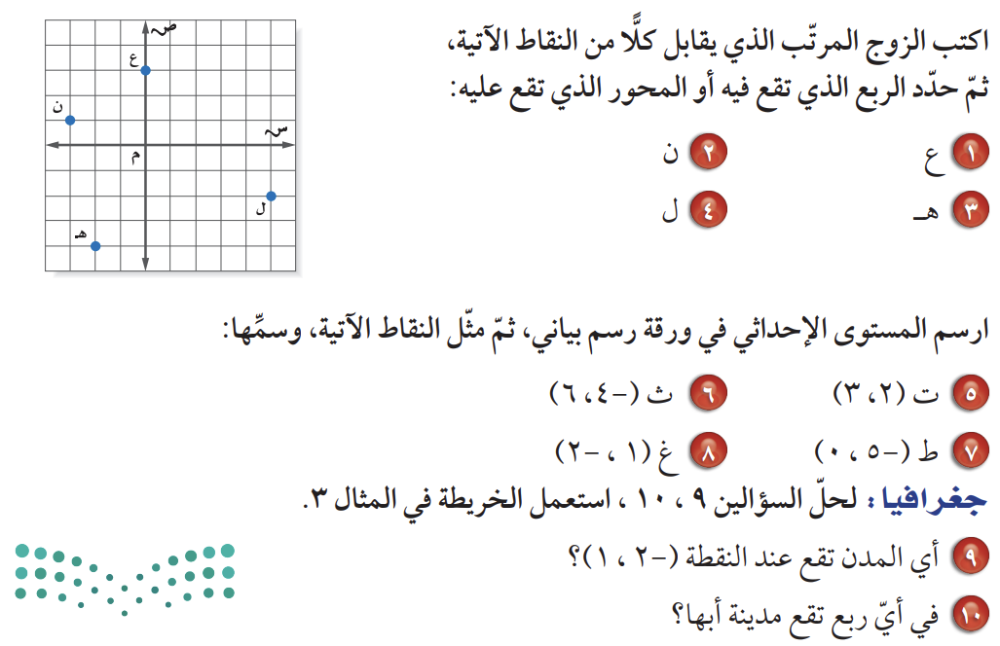 اكتب الزوج المرتّب الذي يقابل كلًّا من النقاط الآتية،
ثمّ حدّد الربع الذي تقع فيه أو المحور الذي تقع عليه:
١ ع ٢ ن
٣ هـ ٤ ل
ص
ع
ن
س
م
ل
هـ
ارسم المستوى الإحداثي في ورقة رسم بياني، ثمّ مثّل النقاط الآتية، وسمِّها:
٥ ت (٢، ٣) ٦ ث (-٤، ٦)
٧ ط (-٥، ٠) ٨ غ (١، -٢)
جغرافيا: لحلّ السؤالين ٩، ١٠، استعمل الخريطة في المثال ٣.
٩ أي المدن تقع عند النقطة (-٢، ١)؟
١٠ في أيّ ربع تقع مدينة أبها؟